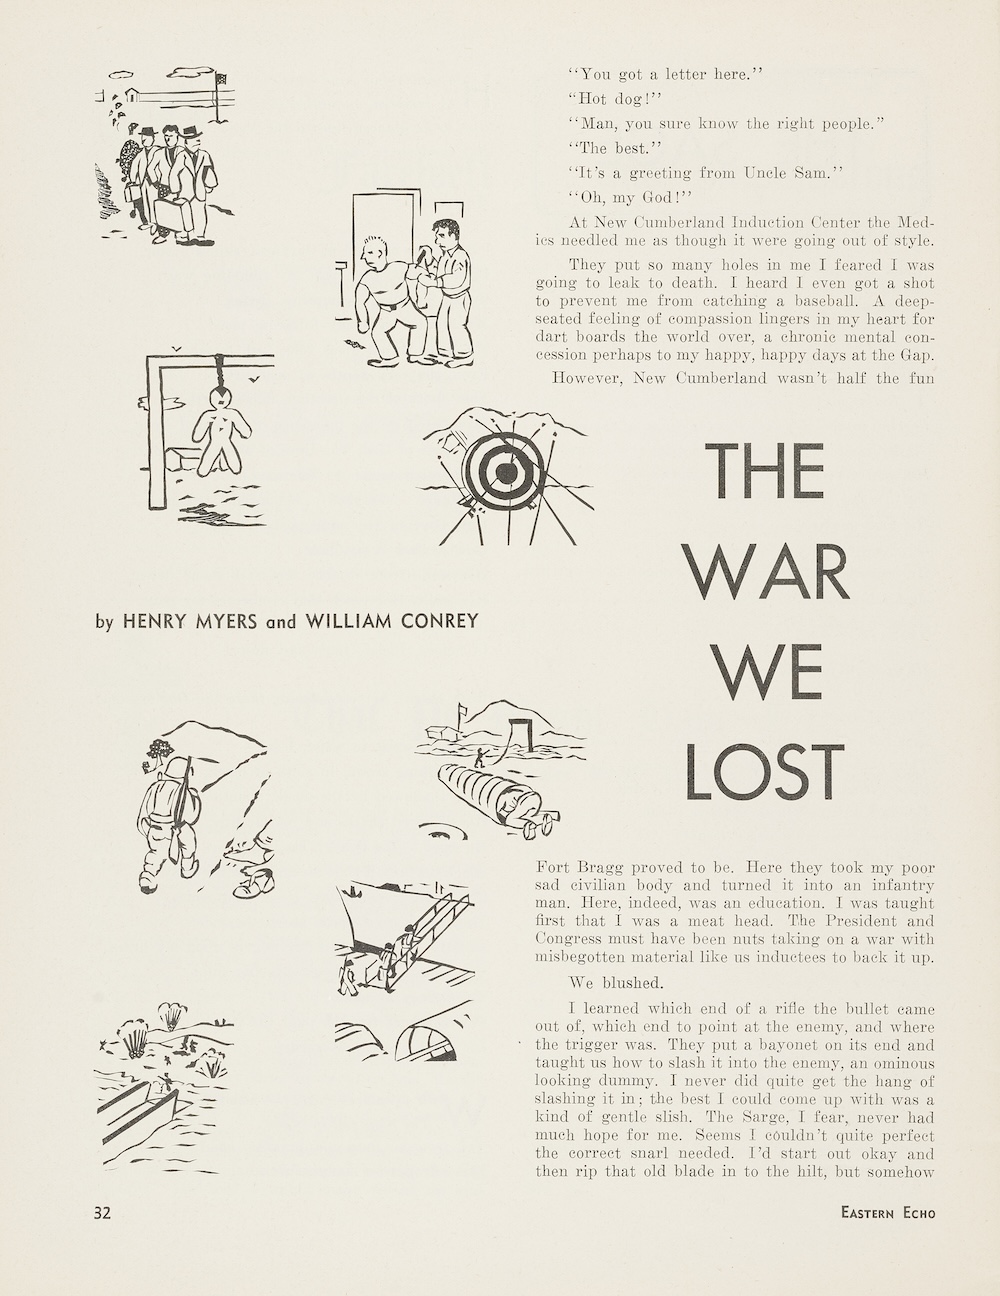 “You got a letter here.”
“Hot dog!”
“Man, you sure know the right people.”
“The best.”
“It’s a greeting from Uncle Sam.”
“Oh, my God!”
At New Cumberland Induction Center the Med-
ics needled me as though it were going out of style.
They put so many holes in me I feared I was
going to leak to death. I heard I even got a shot
to prevent me from catching a baseball. A deep-
seated feeling of compassion lingers in my heart for
dart boards the world over, a chronic mental con-
cession perhaps to my happy, happy days at the Gap.
However, New Cumberland wasn’t half the fun
THE
WAR
WE
LOST
by HENRY MYERS and WILLIAM CONREY
Fort Bragg proved to be. Here they took my poor
sad civilian body and turned it into an infantry
man. Here, indeed, was an education. I was taught
first that I was a meat head. The President and
Congress must have been nuts taking on a war with
misbegotten material like us inductees to back it up.
We blushed.
I learned which end of a rifle the bullet came
out of, which end to point at the enemy, and where
the trigger was. They put a bayonet on its end and
taught us how to slash it into the enemy, an ominous
looking dummy. I never did quite get the hang of
slashing it in; the best I could come up with was a
kind of gentle slish. The Sarge, I fear, never had
much hope for me. Seems I couldn’t quite perfect
the correct snarl needed. I’d start out okay and
then rip that old blade in to the hilt, but somehow
32
EASTERN ECHO